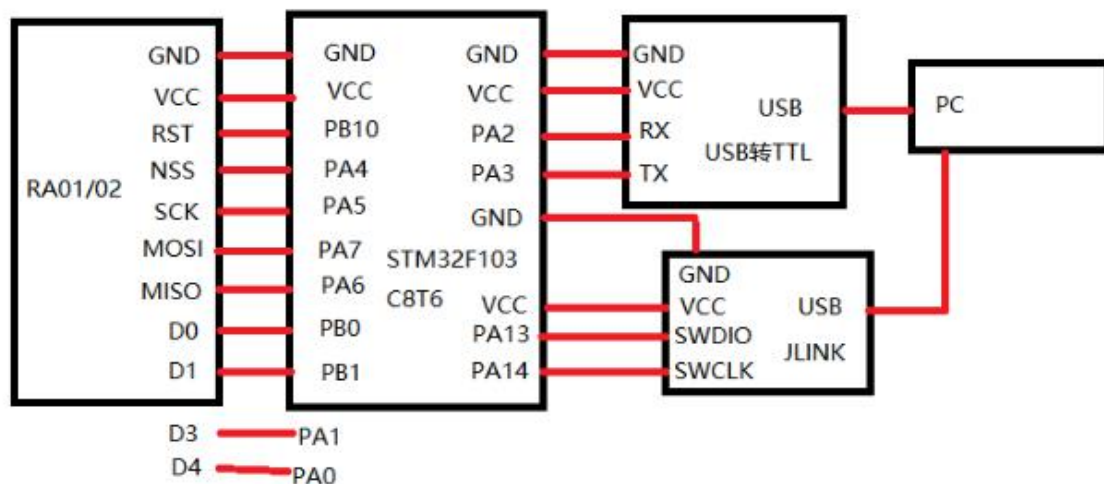 GND
VCC
RST
NSS
RA01/02
SCK
MOSI
MISO
D0
D1
GND
VCC
PB10
PA4
PA5
PA7
PA6
PB0
PB1
STM32F103
C8T6
GND
VCC
PA2
PA3
GND
VCC
PA13
PA14
GND
VCC
RX
TX
USB
USB转TTL
PC
GND
VCC
SWDIO
SWCLK
USB
JLINK
D3
PA1
D4
PA0